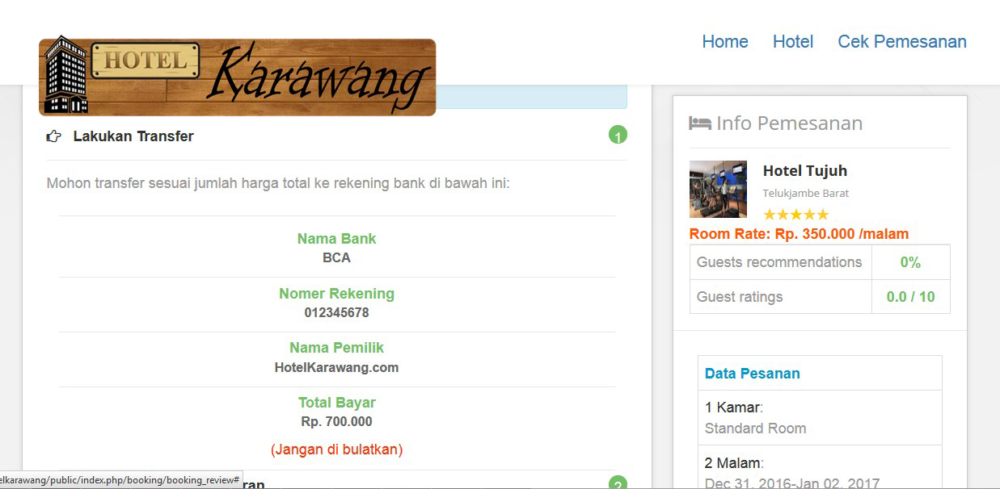 HOTEL
Karawang
Home Hotel Cek Pemesanan
Lakukan Transfer
1
Mohon transfer sesuai jumlah harga total ke rekening bank di bawah ini:
Nama Bank
BCA
Nomer Rekening
012345678
Nama Pemilik
HotelKarawang.com
Total Bayar
Rp. 700.000
(Jangan di bulatkan)
elkarawang/public/index.php/booking/booking_review#
ran
2
Info Pemesanan
Hotel Tujuh
Telukjambe Barat
Room Rate: Rp. 350.000 /malam
Guests recommendations 0%
Guest ratings 0.0 / 10
Data Pesanan
1 Kamar:
Standard Room
2 Malam:
Dec 31, 2016-Jan 02, 2017